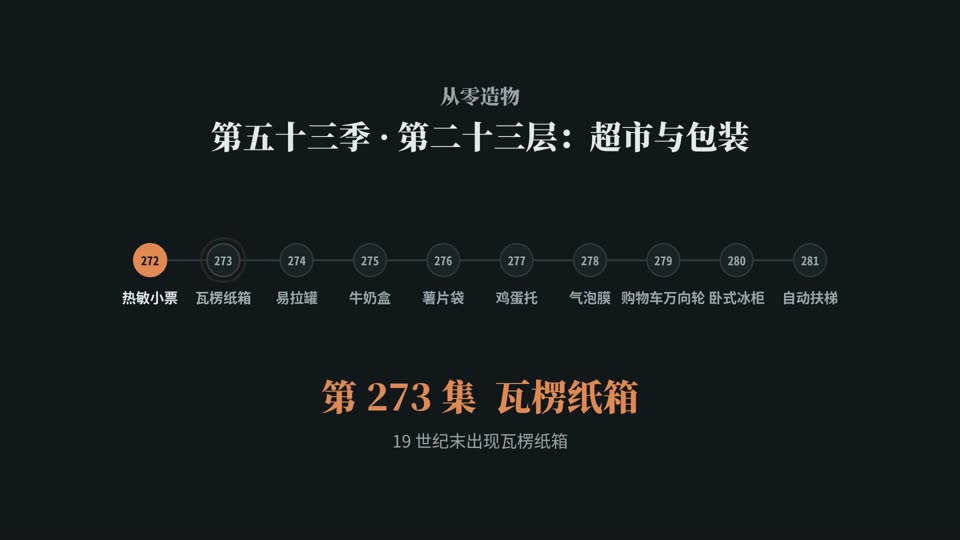 从零造物
第五十三季·第二十三层：超市与包装
272 273 274 275 276 277 278 279 280 281
热敏小票 瓦楞纸箱 易拉罐 牛奶盒 薯片袋 鸡蛋托 气泡膜 购物车万向轮 卧式冰柜 自动扶梯
第 273 集 瓦楞纸箱
19 世纪末出现瓦楞纸箱